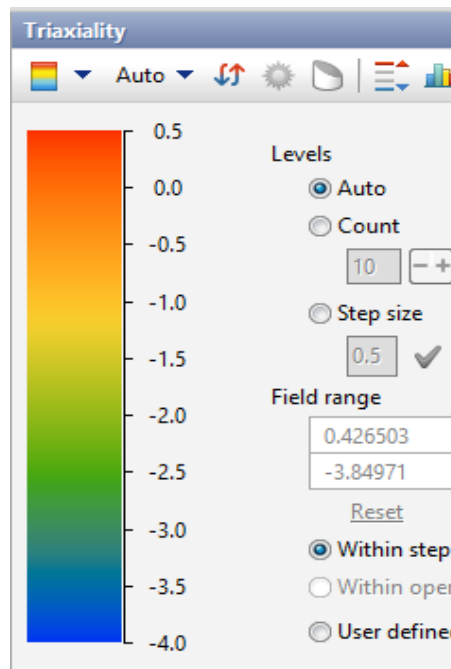 Triaxiality
Auto
0.5
0.0
-0.5
-1.0
-1.5
-2.0
-2.5
-3.0
-3.5
-4.0
Levels
Auto
Count
10
Step size
0.5
Field range
0.426503
-3.84971
Reset
Within step
Within oper
User define